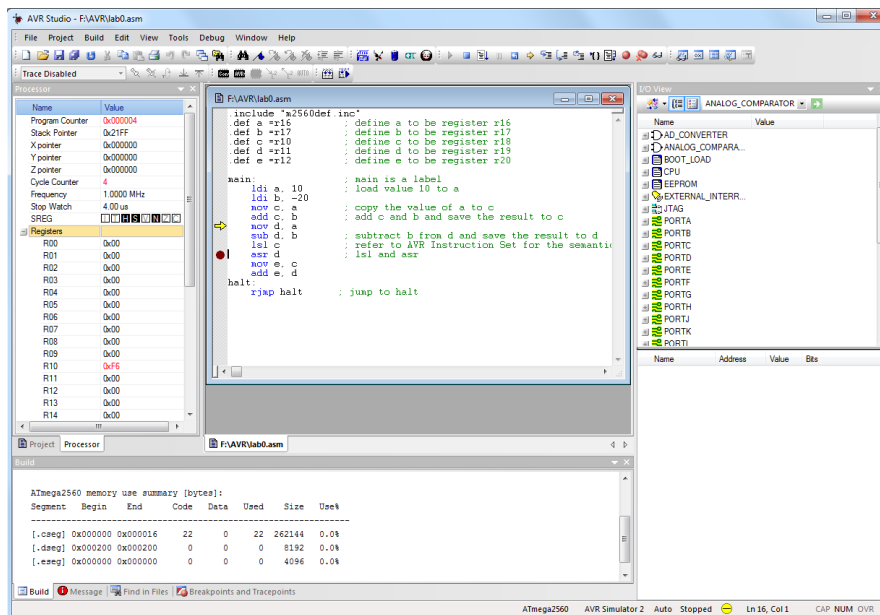 AVR Studio - F:\AVR\lab0.asm
File Project Build Edit View Tools Debug Window Help
Trace Disabled
Processor
Name Value
Program Counter 0x000004
Stack Pointer 0x21FF
X pointer 0x000000
Y pointer 0x000000
Z pointer 0x000000
Cycle Counter 4
Frequency 1.0000 MHz
Stop Watch 4.00 us
SREG I T H S V N Z C
Registers
R00 0x00
R01 0x00
R02 0x00
R03 0x00
R04 0x00
R05 0x00
R06 0x00
R07 0x00
R08 0x00
R09 0x00
R10 0xF6
R11 0x00
R12 0x00
R13 0x00
R14 0x00
Project Processor
F:\AVR\lab0.asm
.include "m2560def.inc"
.def a =r16 ; define a to be register r16
.def b =r17 ; define b to be register r17
.def c =r10 ; define c to be register r18
.def d =r11 ; define d to be register r19
.def e =r12 ; define e to be register r20
main: ; main is a label
ldi a, 10 ; load value 10 to a
ldi b, -20
mov c, a ; copy the value of a to c
add c, b ; add c and b and save the result to c
mov d, a
sub d, b ; subtract b from d and save the result to d
lsl c ; refer to AVR Instruction Set for the semantic
asr d ; lsl and asr
mov e, c
add e, d
halt:
rjmp halt ; jump to halt
F:\AVR\lab0.asm
I/O View
ANALOG_COMPARATOR
Name Value
AD_CONVERTER
ANALOG_COMPARA...
BOOT_LOAD
CPU
EEPROM
EXTERNAL_INTERR...
JTAG
PORTA
PORTB
PORTC
PORTD
PORTE
PORTF
PORTG
PORTH
PORTJ
PORTK
PORTL
Name Address Value Bits
Build
ATmega2560 memory use summary [bytes]:
Segment Begin End Code Data Used Size Use%
---------------------------------------------------------------
[.cseg] 0x000000 0x000016 22 0 22 262144 0.0%
[.dseg] 0x000200 0x000200 0 0 0 8192 0.0%
[.eseg] 0x000000 0x000000 0 0 0 4096 0.0%
Build Message Find in Files Breakpoints and Tracepoints
ATmega2560 AVR Simulator 2 Auto Stopped Ln 16, Col 1 CAP NUM OVR